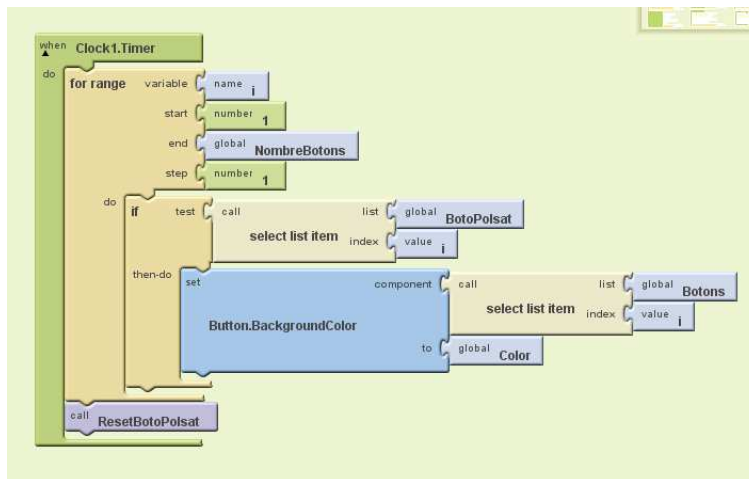 when Clock1.Timer
do for range variable name i
start number 1
end global NombreBotons
step number 1
do if test call select list item list global BotoPolsat
index value i
then-do set Button.BackgroundColor component call select list item list global Botons
index value i
to global Color
call ResetBotoPolsat